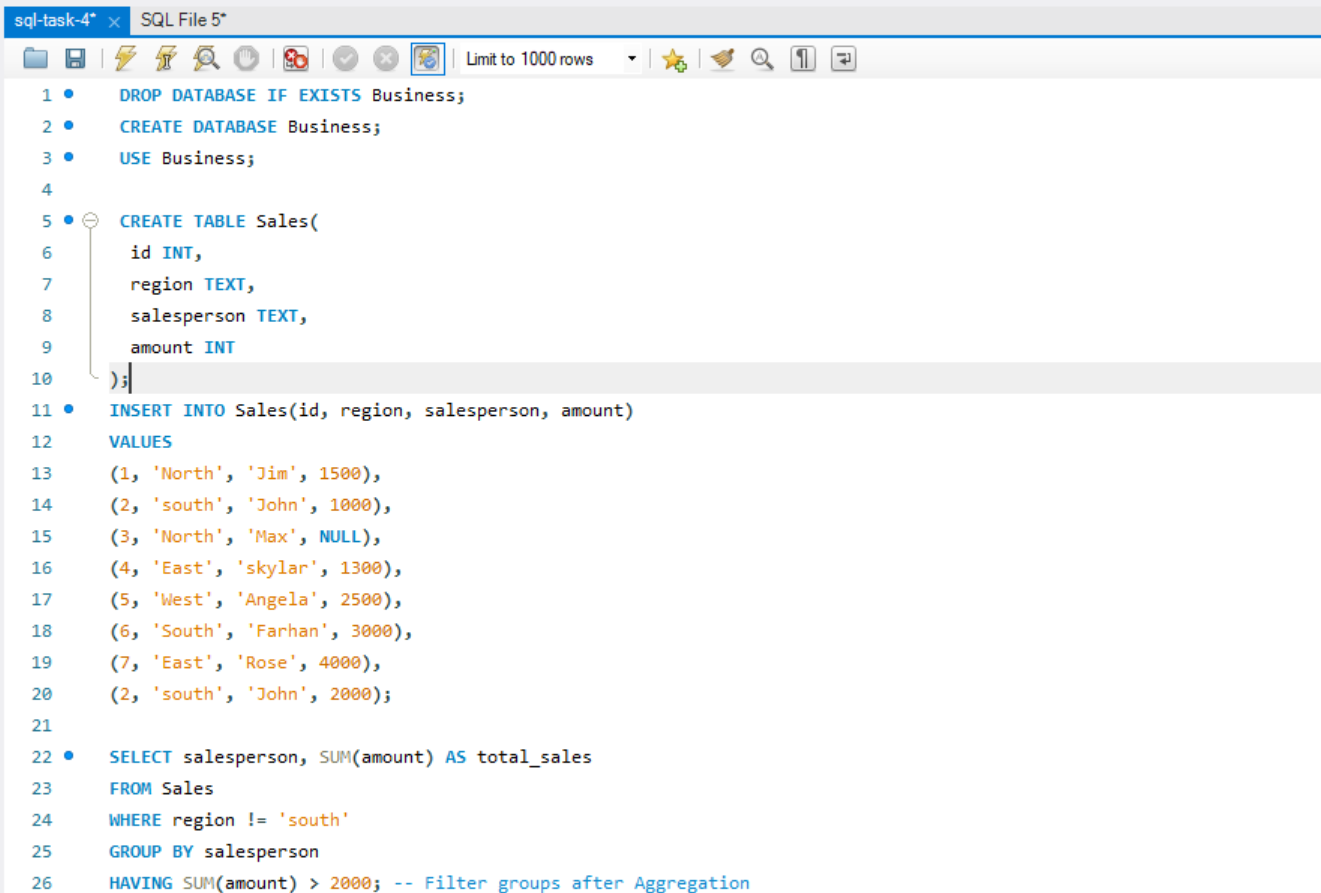 sql-task-4* × SQL File 5*
Limit to 1000 rows
1 DROP DATABASE IF EXISTS Business;
2 CREATE DATABASE Business;
3 USE Business;
4
5 CREATE TABLE Sales(
6 id INT,
7 region TEXT,
8 salesperson TEXT,
9 amount INT
10 );
11 INSERT INTO Sales(id, region, salesperson, amount)
12 VALUES
13 (1, 'North', 'Jim', 1500),
14 (2, 'south', 'John', 1000),
15 (3, 'North', 'Max', NULL),
16 (4, 'East', 'skylar', 1300),
17 (5, 'West', 'Angela', 2500),
18 (6, 'South', 'Farhan', 3000),
19 (7, 'East', 'Rose', 4000),
20 (2, 'south', 'John', 2000);
21
22 SELECT salesperson, SUM(amount) AS total_sales
23 FROM Sales
24 WHERE region != 'south'
25 GROUP BY salesperson
26 HAVING SUM(amount) > 2000; -- Filter groups after Aggregation